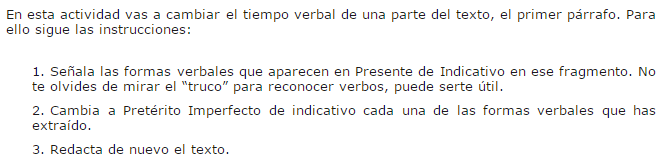 En esta actividad vas a cambiar el tiempo verbal de una parte del texto, el primer párrafo. Para
ello sigue las instrucciones:
1. Señala las formas verbales que aparecen en Presente de Indicativo en ese fragmento. No
te olvides de mirar el “truco” para reconocer verbos, puede serte útil.
2. Cambia a Pretérito Imperfecto de indicativo cada una de las formas verbales que has
extraído.
3. Redacta de nuevo el texto.